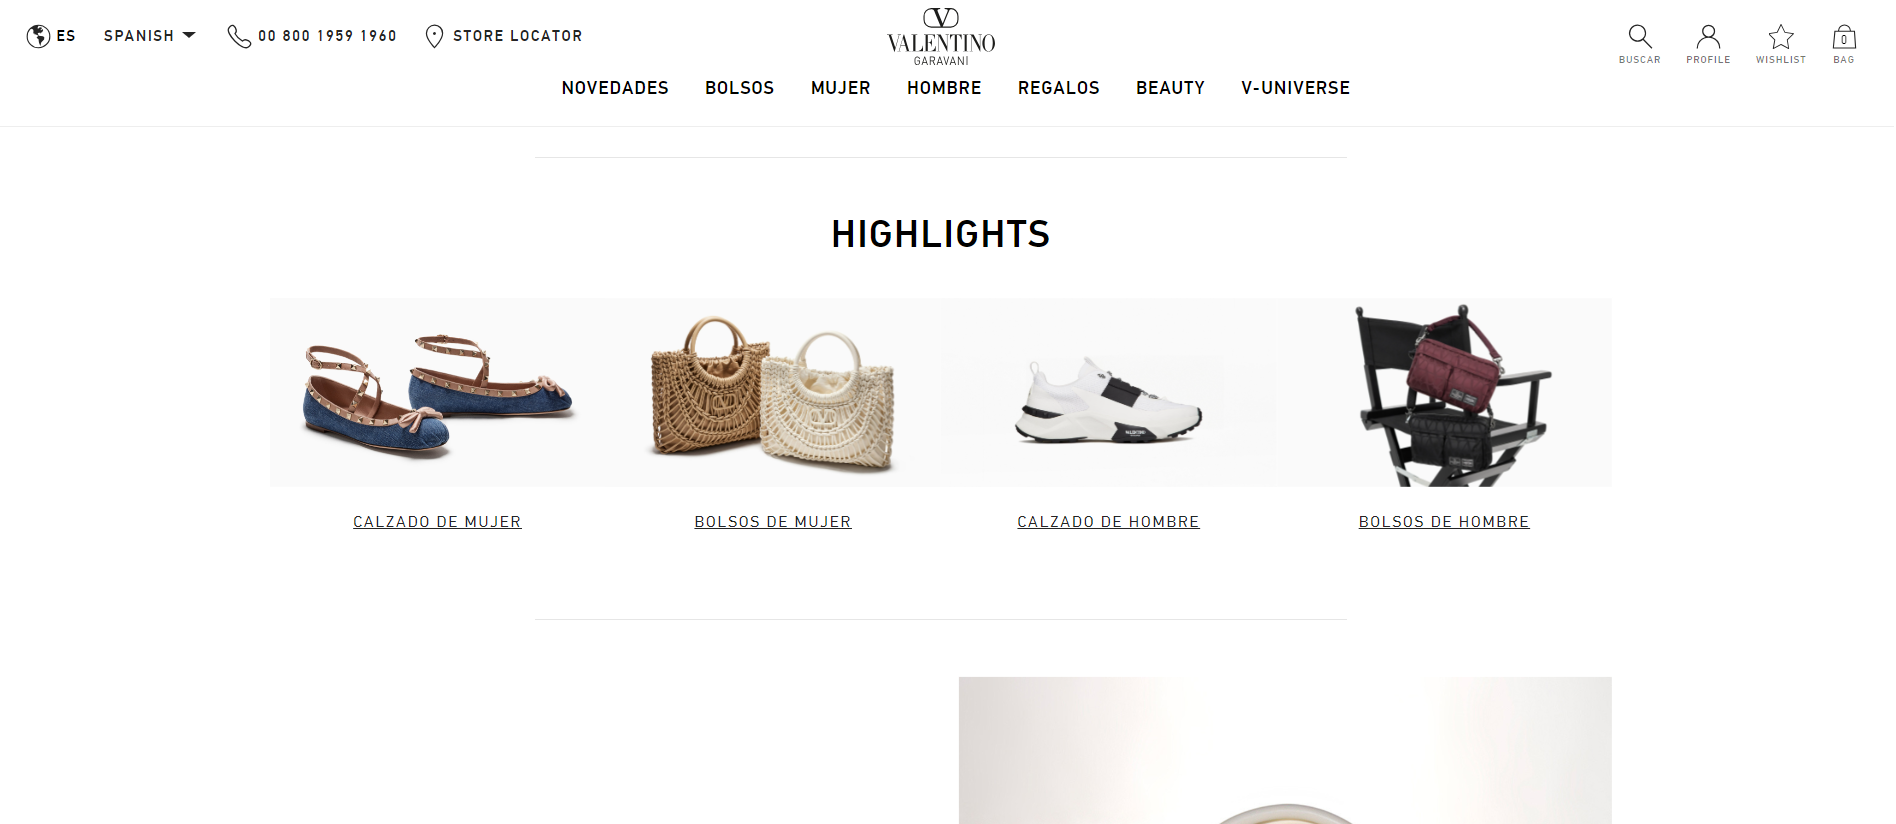 ES SPANISH 00 800 1959 1960 STORE LOCATOR
VALENTINO
GARAVANI
BUSCAR PROFILE WISHLIST 0 BAG
NOVEDADES BOLSOS MUJER HOMBRE REGALOS BEAUTY V-UNIVERSE
HIGHLIGHTS
VALENTINO
CALZADO DE MUJER BOLSOS DE MUJER CALZADO DE HOMBRE BOLSOS DE HOMBRE